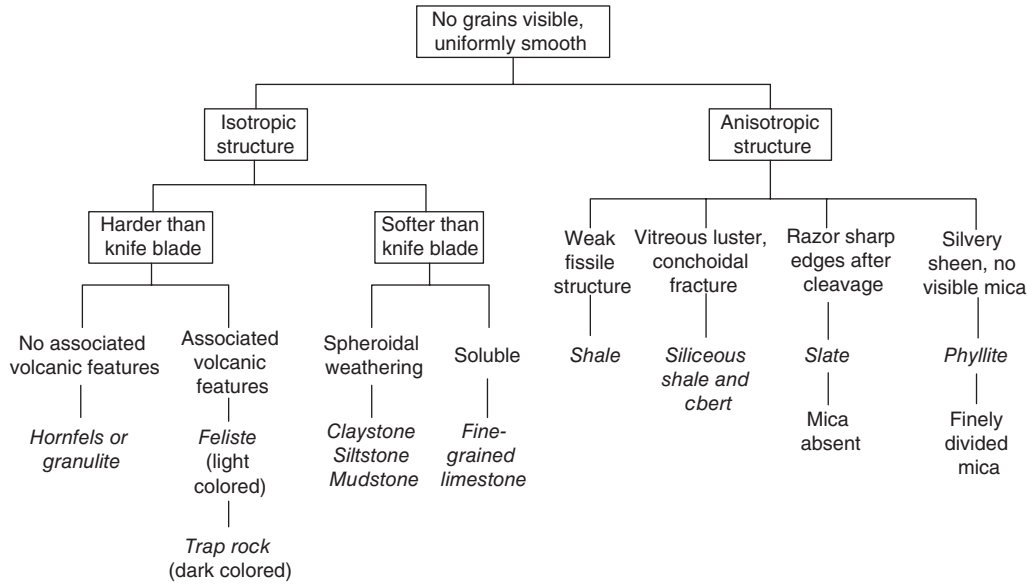 No grains visible,
uniformly smooth
Isotropic
structure
Anisotropic
structure
Harder than
knife blade
Softer than
knife blade
Weak
fissile
structure
Vitreous luster,
conchoidal
fracture
Razor sharp
edges after
cleavage
Silvery
sheen, no
visible mica
No associated
volcanic features
Associated
volcanic
features
Spheroidal
weathering
Soluble
Shale
Siliceous
shale and
cbert
Slate
Phyllite
Hornfels or
granulite
Feliste
(light
colored)
Claystone
Siltstone
Mudstone
Fine-
grained
limestone
Mica
absent
Finely
divided
mica
Trap rock
(dark colored)